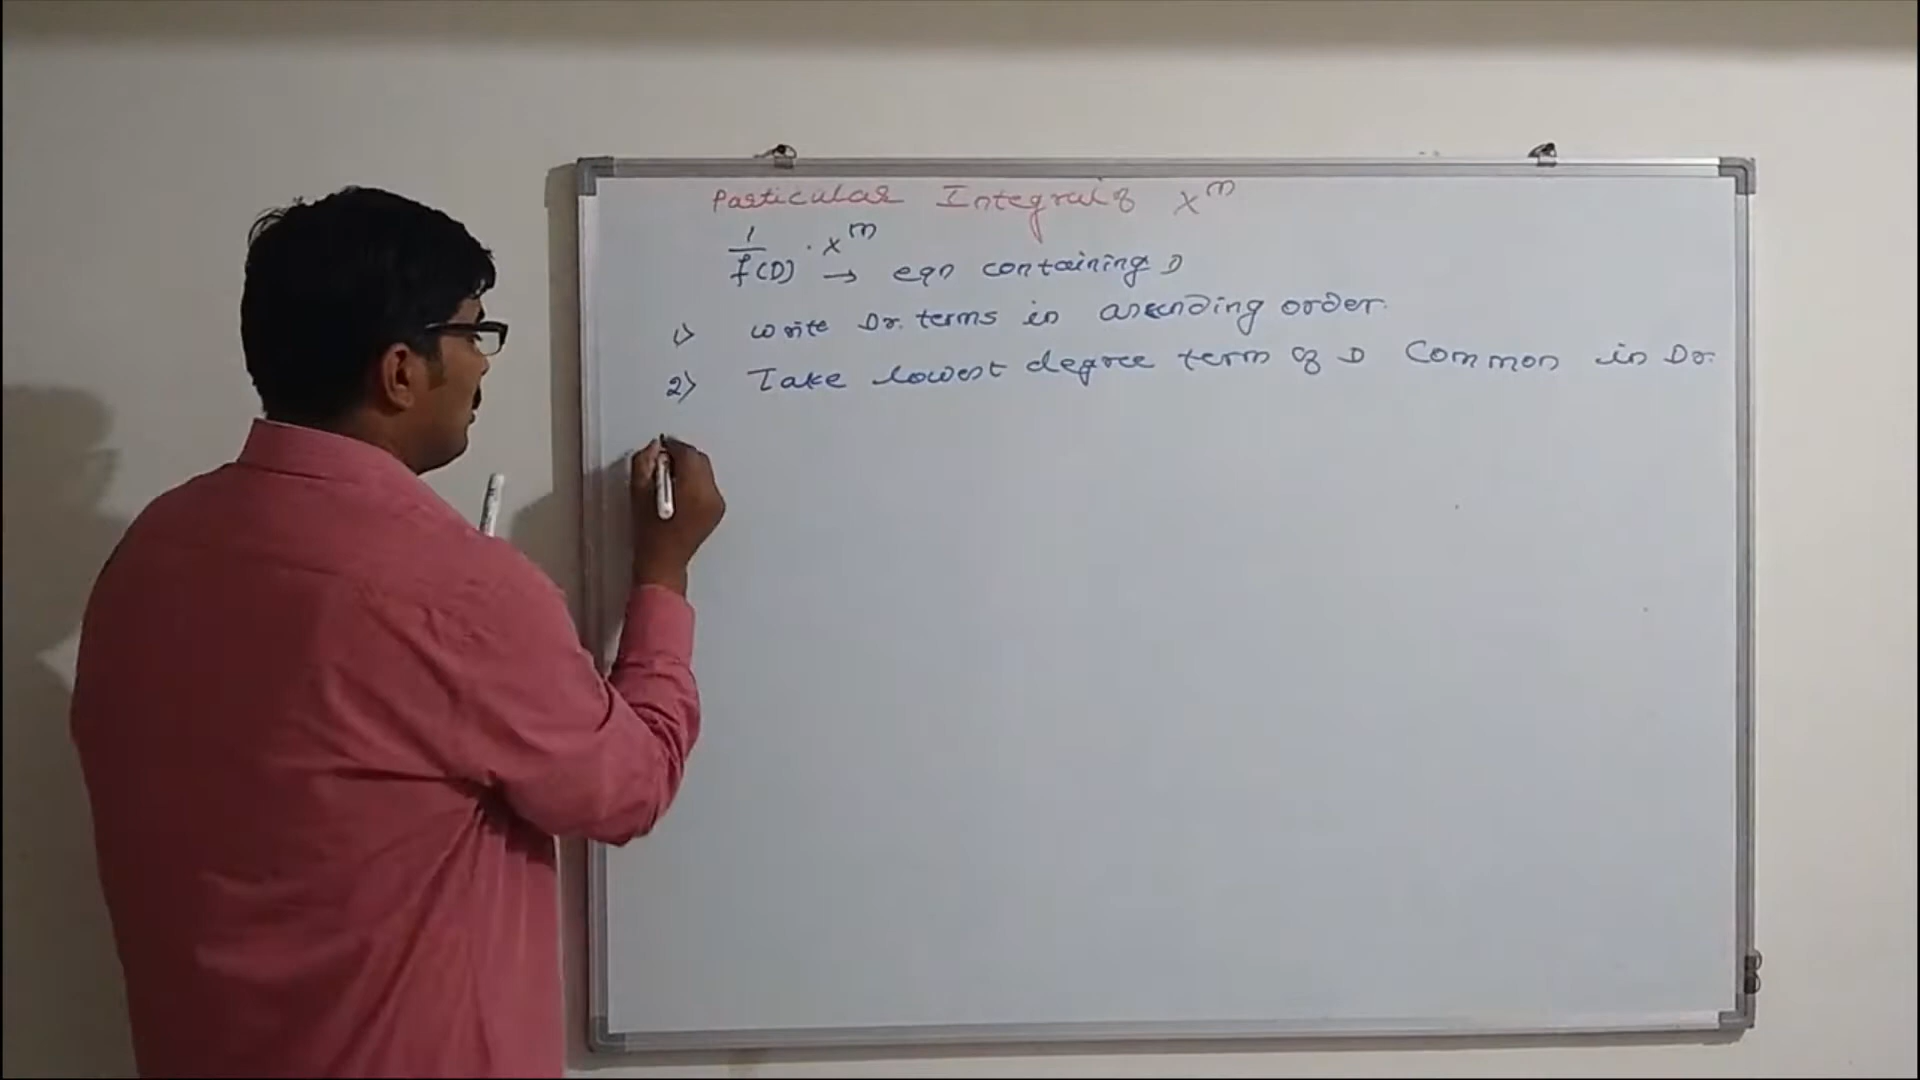 Particular Integral of x^m
1/f(D) · x^m → eqn containing D
1) write Dr. terms in ascending order.
2) Take lowest degree term of D Common in Dr.